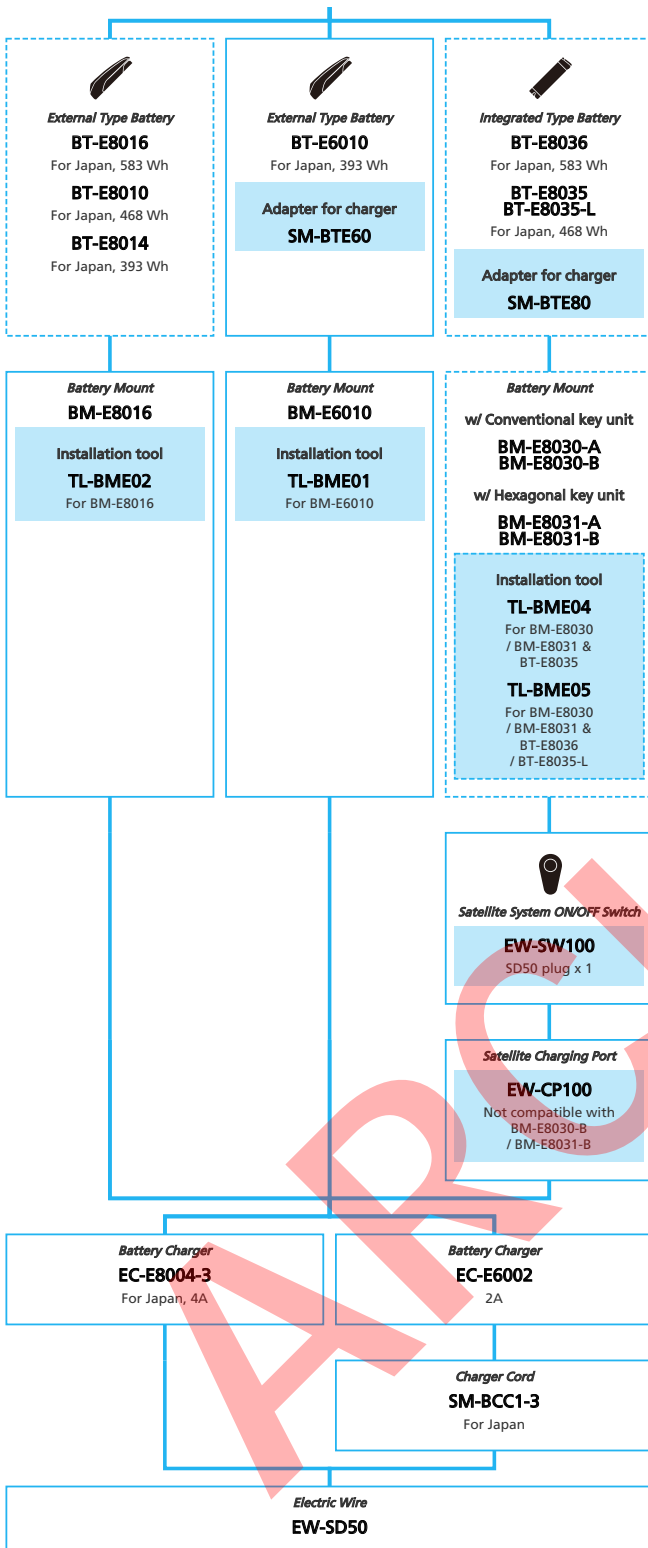 External Type Battery
BT-E8016
For Japan, 583 Wh
BT-E8010
For Japan, 468 Wh
BT-E8014
For Japan, 393 Wh
External Type Battery
BT-E6010
For Japan, 393 Wh
Adapter for charger
SM-BTE60
Integrated Type Battery
BT-E8036
For Japan, 583 Wh
BT-E8035
BT-E8035-L
For Japan, 468 Wh
Adapter for charger
SM-BTE80
Battery Mount
BM-E8016
Installation tool
TL-BME02
For BM-E8016
Battery Mount
BM-E6010
Installation tool
TL-BME01
For BM-E6010
Battery Mount
w/ Conventional key unit
BM-E8030-A
BM-E8030-B
w/ Hexagonal key unit
BM-E8031-A
BM-E8031-B
Installation tool
TL-BME04
For BM-E8030
/ BM-E8031 &
BT-E8035
TL-BME05
For BM-E8030
/ BM-E8031 &
BT-E8036
/ BT-E8035-L
Satellite System ON/OFF Switch
EW-SW100
SD50 plug x 1
Satellite Charging Port
EW-CP100
Not compatible with
BM-E8030-B
/ BM-E8031-B
Battery Charger
EC-E8004-3
For Japan, 4A
Battery Charger
EC-E6002
2A
Charger Cord
SM-BCC1-3
For Japan
Electric Wire
EW-SD50